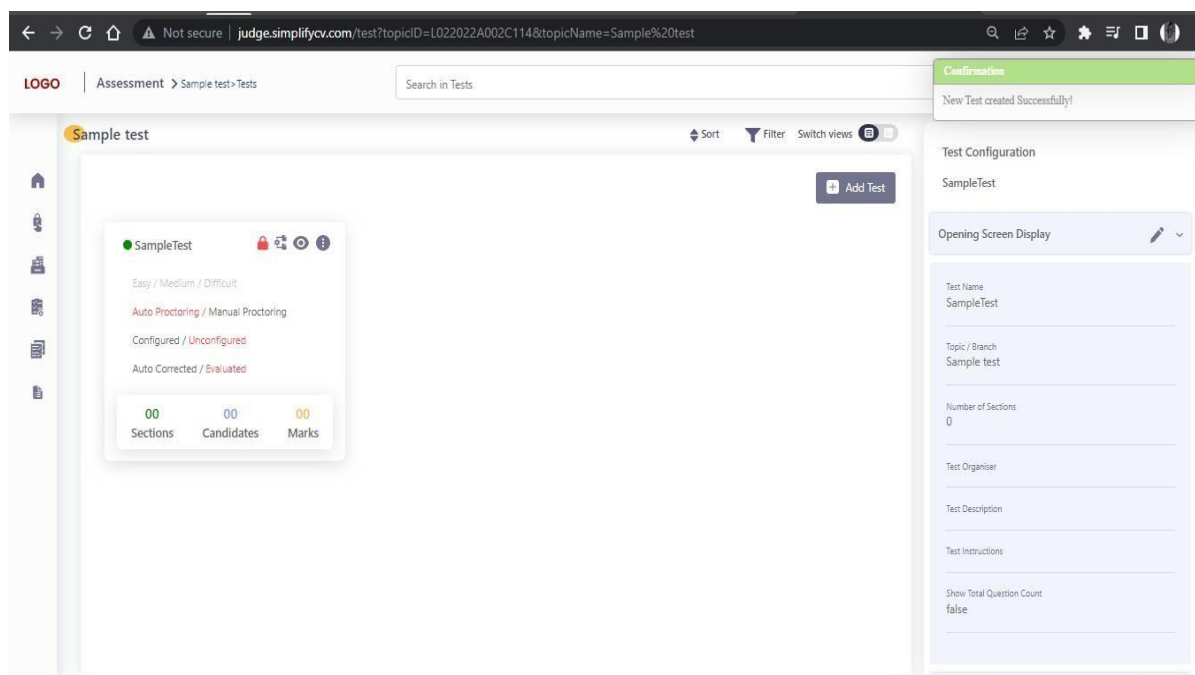 Not secure | judge.simplifycv.com/test?topicID=L022022A002C114&topicName=Sample%20test
LOGO
Assessment > Sample test>Tests
Search in Tests
Confirmation
New Test created Successfully!
Sample test
Sort
Filter
Switch views
Add Test
SampleTest
Easy / Medium / Difficult
Auto Proctoring / Manual Proctoring
Configured / Unconfigured
Auto Corrected / Evaluated
00 00 00
Sections Candidates Marks
Test Configuration
SampleTest
Opening Screen Display
Test Name
SampleTest
Topic / Branch
Sample test
Number of Sections
0
Test Organiser
Test Description
Test Instructions
Show Total Question Count
false